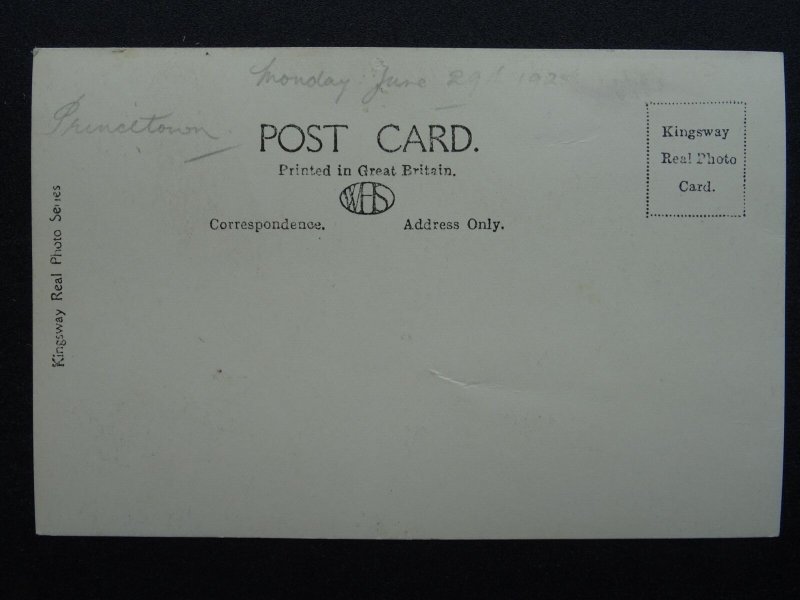 Monday June 29
Princetown
POST CARD.
Printed in Great Britain.
WHS
Correspondence.
Address Only.
Kingsway
Real Photo
Card.
Kingsway Real Photo Series